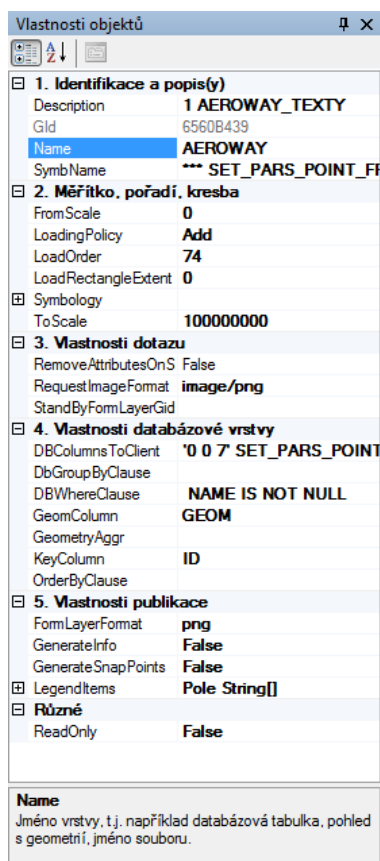 Vlastnosti objektů
1. Identifikace a popis(y)
Description 1 AEROWAY_TEXTY
GId 6560B439
Name AEROWAY
SymbName *** SET_PARS_POINT_FF
2. Měřítko, pořadí, kresba
FromScale 0
LoadingPolicy Add
LoadOrder 74
LoadRectangleExtent 0
Symbology
ToScale 100000000
3. Vlastnosti dotazu
RemoveAttributesOnS False
RequestImageFormat image/png
StandByFormLayerGid
4. Vlastnosti databázové vrstvy
DBColumnsToClient '0 0 7' SET_PARS_POINT
DbGroupByClause
DBWhereClause NAME IS NOT NULL
GeomColumn GEOM
GeometryAggr
KeyColumn ID
OrderByClause
5. Vlastnosti publikace
FormLayerFormat png
GenerateInfo False
GenerateSnapPoints False
LegendItems Pole String[]
Různé
ReadOnly False
Name
Jméno vrstvy, t.j. například databázová tabulka, pohled
s geometrií, jméno souboru.